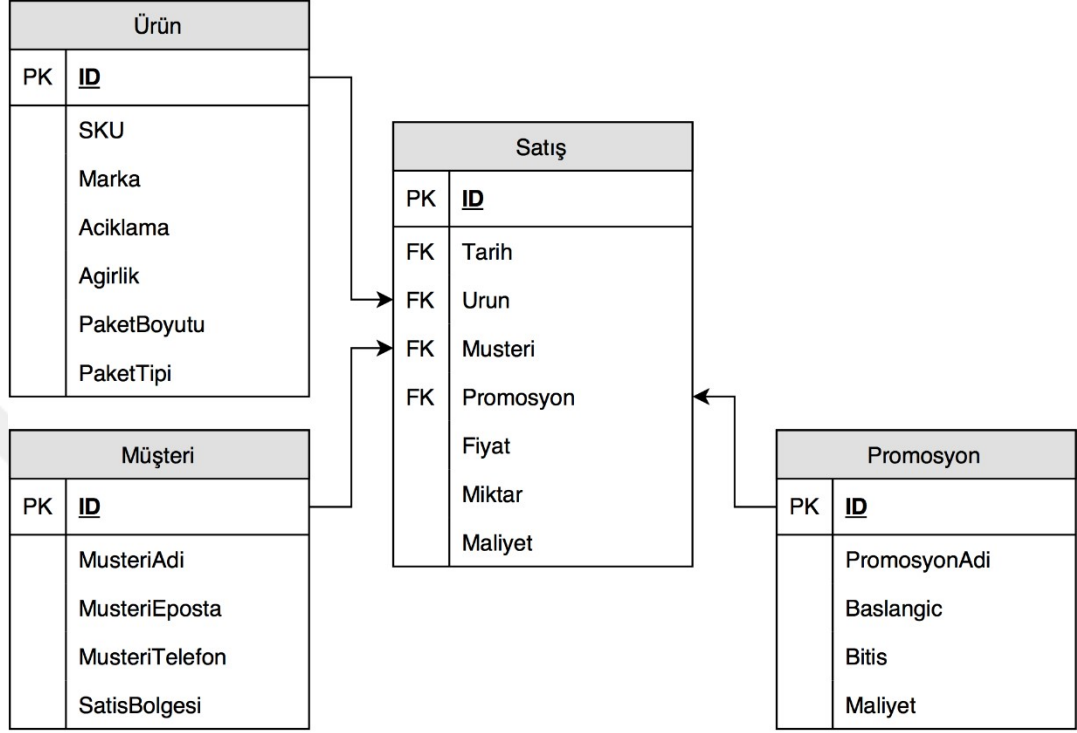 Ürün
PK ID
SKU
Marka
Aciklama
Agirlik
PaketBoyutu
PaketTipi
Müşteri
PK ID
MusteriAdi
MusteriEposta
MusteriTelefon
SatisBolgesi
Satış
PK ID
FK Tarih
FK Urun
FK Musteri
FK Promosyon
Fiyat
Miktar
Maliyet
Promosyon
PK ID
PromosyonAdi
Baslangic
Bitis
Maliyet